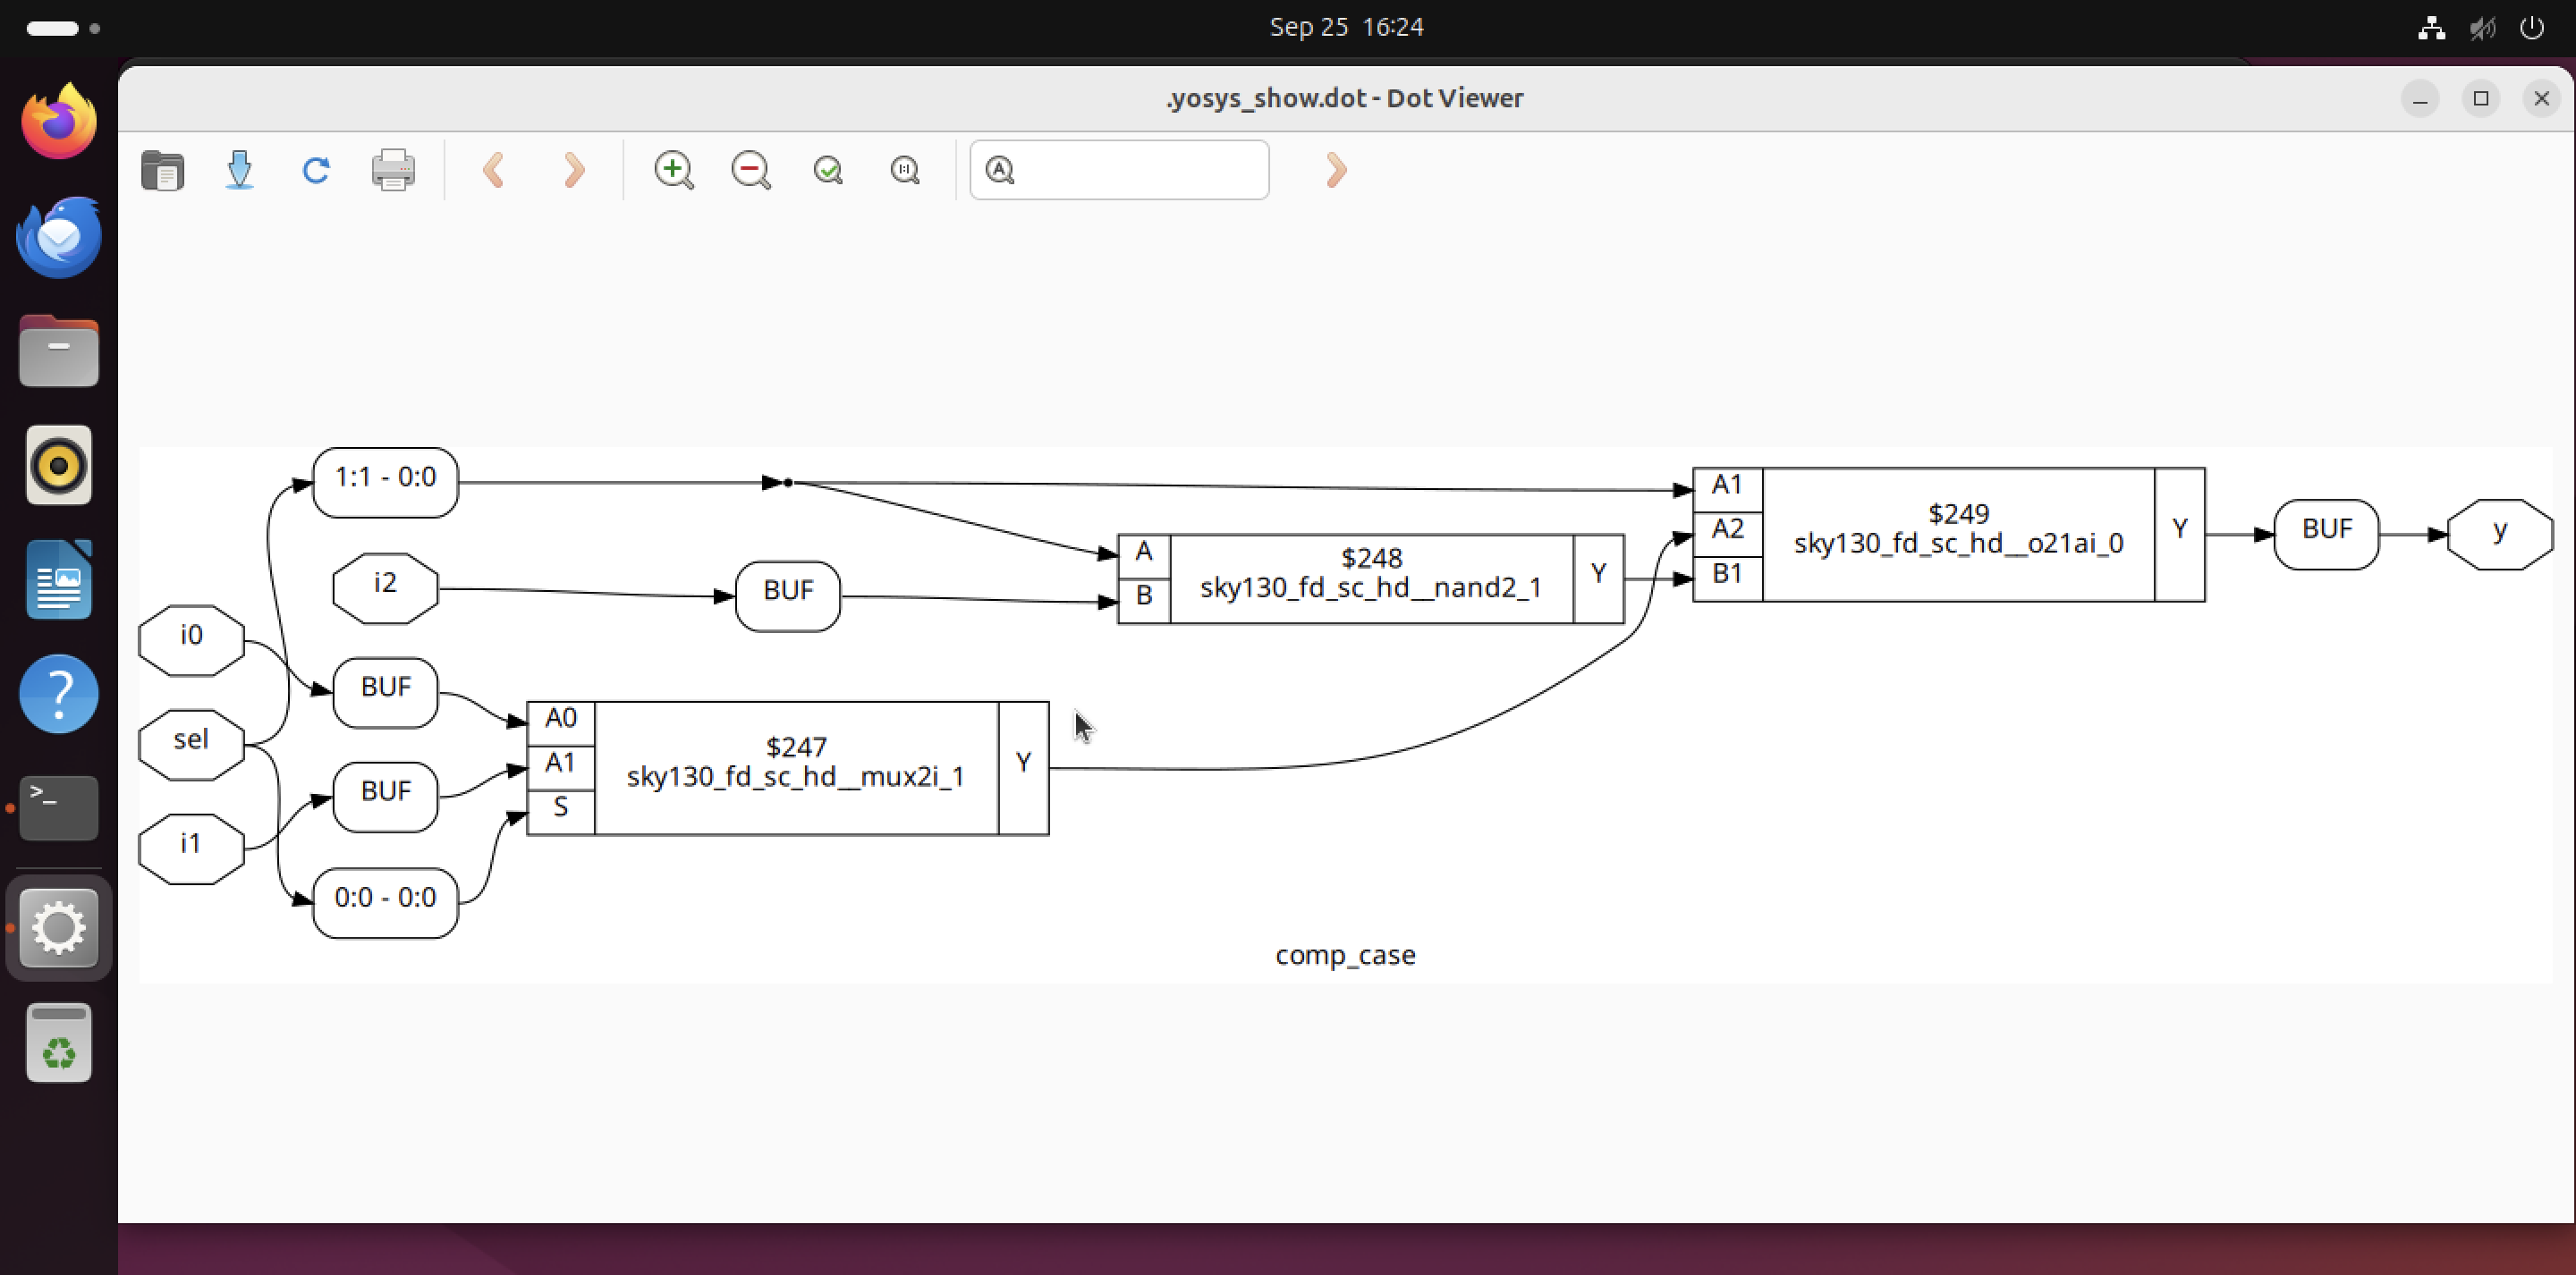 Sep 25 16:24
.yosys_show.dot - Dot Viewer
1:1 - 0:0
i2
BUF
i0
BUF
sel
BUF
i1
0:0 - 0:0
A0
A1
S
$247
sky130_fd_sc_hd__mux2i_1
Y
A
B
$248
sky130_fd_sc_hd__nand2_1
Y
A1
A2
B1
$249
sky130_fd_sc_hd__o21ai_0
Y
BUF
y
comp_case